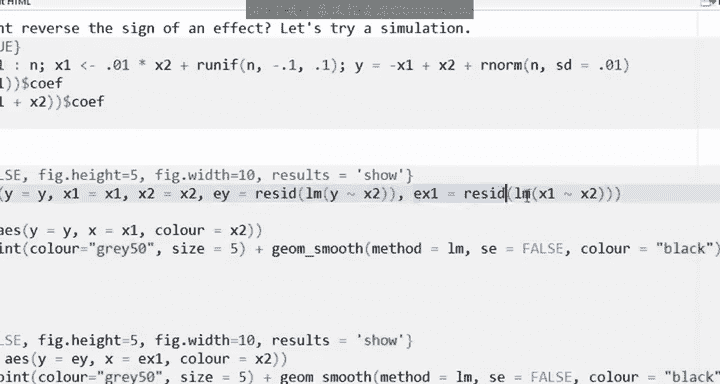 HTML
nt reverse the sign of an effect? Let's try a simulation.
UE}
1 : n; x1 <- .01 * x2 + runif(n, -.1, .1); y = -x1 + x2 + rnorm(n, sd = .01)
1))$coef
1 + x2))$coef
LSE, fig.height=5, fig.width=10, results = 'show'}
(y = y, x1 = x1, x2 = x2, ey = resid(lm(y ~ x2)), ex1 = resid(lm(x1 ~ x2)))
aes(y = y, x = x1, colour = x2))
int(colour="grey50", size = 5) + geom_smooth(method = lm, se = FALSE, colour = "black")
LSE, fig.height=5, fig.width=10, results = 'show'}
aes(y = ey, x = ex1, colour = x2))
oint(colour="grey50", size = 5) + geom_smooth(method = lm, se = FALSE, colour = "black"